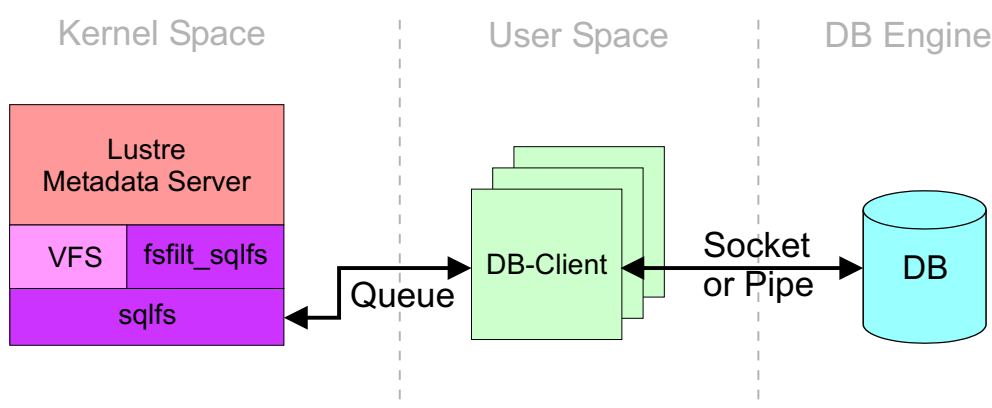 Kernel Space
User Space
DB Engine
Lustre
Metadata Server
VFS
fsfilt_sqlfs
sqlfs
Queue
DB-Client
Socket
or Pipe
DB